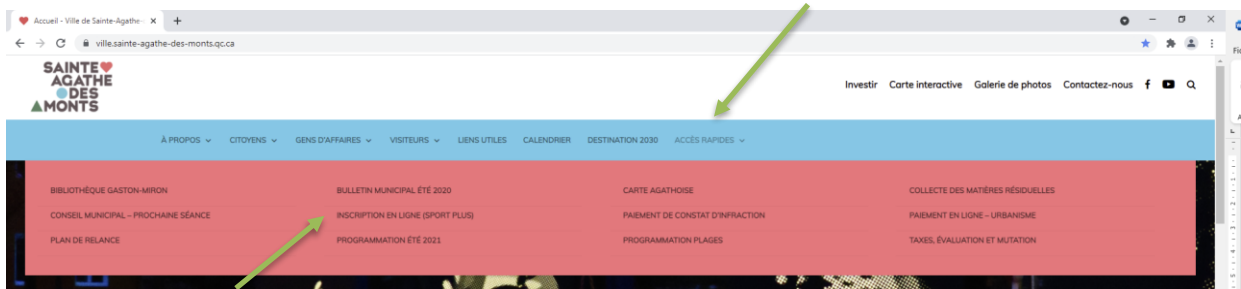 Accueil - Ville de Sainte-Agathe-
ville.sainte-agathe-des-monts.qc.ca
Fic
SAINTE
AGATHE
DES
MONTS
Investir Carte interactive Galerie de photos Contactez-nous
À PROPOS CITOYENS GENS D'AFFAIRES VISITEURS LIENS UTILES CALENDRIER DESTINATION 2030 ACCÈS RAPIDES
BIBLIOTHÈQUE GASTON-MIRON BULLETIN MUNICIPAL ÉTÉ 2020 CARTE AGATHOISE COLLECTE DES MATIÈRES RÉSIDUELLES
CONSEIL MUNICIPAL – PROCHAINE SÉANCE INSCRIPTION EN LIGNE (SPORT PLUS) PAIEMENT DE CONSTAT D'INFRACTION PAIEMENT EN LIGNE – URBANISME
PLAN DE RELANCE PROGRAMMATION ÉTÉ 2021 PROGRAMMATION PLAGES TAXES, ÉVALUATION ET MUTATION